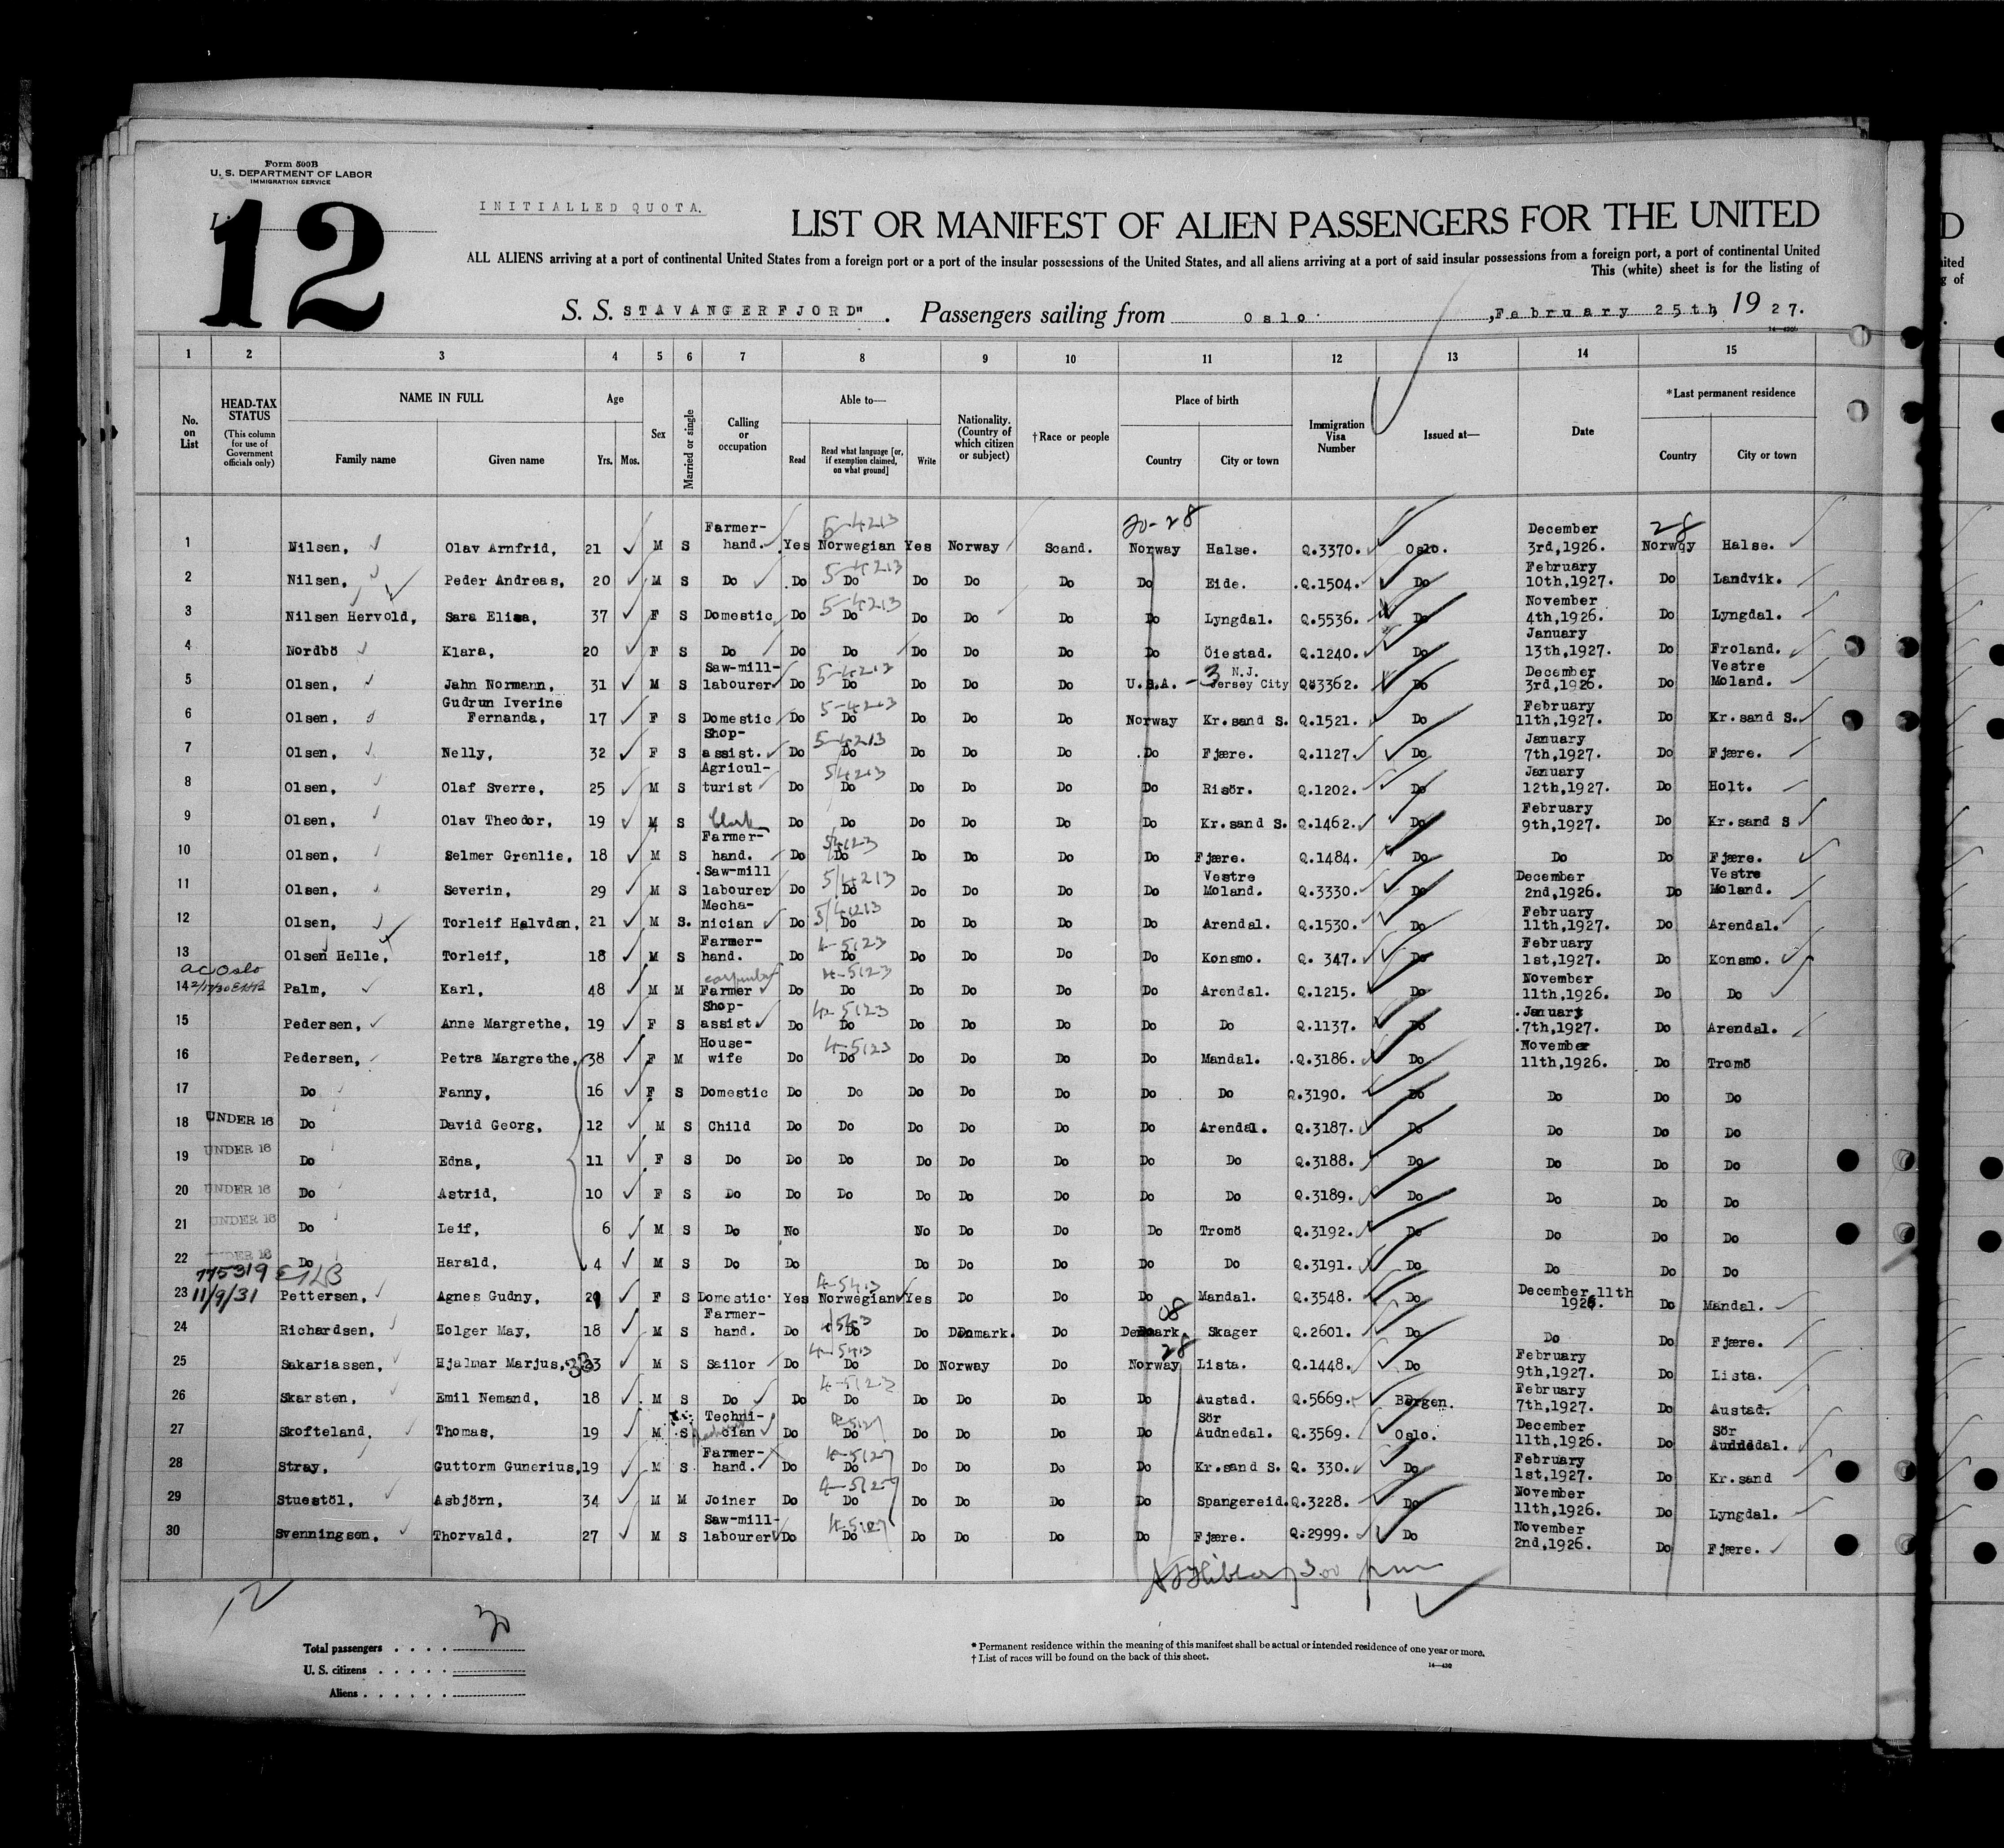 Form 500B
U. S. DEPARTMENT OF LABOR
IMMIGRATION SERVICE
12
INITIALLED QUOTA.
LIST OR MANIFEST OF ALIEN PASSENGERS FOR THE UNITED
ALL ALIENS arriving at a port of continental United States from a foreign port or a port of the insular possessions of the United States, and all aliens arriving at a port of said insular possessions from a foreign port, a port of continental United
This (white) sheet is for the listing of
S. S. STAVANGERFJORD". Passengers sailing from Oslo, February 25th, 1927.
1 2 3 4 5 6 7 8 9 10 11 12 13 14 15
No. on List
HEAD-TAX STATUS (This column for use of Government officials only)
NAME IN FULL Family name Given name
Age Yrs. Mos.
Sex
Married or single
Calling or occupation
Able to— Read Read what language [or, if exemption claimed, on what ground] Write
Nationality. (Country of which citizen or subject)
†Race or people
Place of birth Country City or town
Immigration Visa Number
Issued at—
Date
*Last permanent residence Country City or town
1 Nilsen, Olav Arnfrid, 21 M S Farmer-hand. Yes Norwegian Yes Norway Scand. Norway Halse. Q.3370. Oslo. December 3rd,1926. Norway Halse.
2 Nilsen, Peder Andreas, 20 M S Do Do Do Do Do Do Do Eide. Q.1504. Do February 10th,1927. Do Landvik.
3 Nilsen Hervold, Sara Elisa, 37 F S Domestic Do Do Do Do Do Do Lyngdal. Q.5536. Do November 4th,1926. Do Lyngdal.
4 Nordbö Klara, 20 F S Do Do Do Do Do Do Do Öiestad. Q.1240. Do January 13th,1927. Do Froland.
5 Olsen, Jahn Normann, 31 M S Saw-mill-labourer Do Do Do Do Do U.S.A. - 3 N.J. Jersey City Q.3362. Do December 3rd,1926. Do Vestre Moland.
6 Olsen, Gudrun Iverine Fernanda, 17 F S Domestic Do Do Do Do Do Norway Kr.sand S. Q.1521. Do February 11th,1927. Do Kr.sand S.
7 Olsen, Nelly, 32 F S Shop-assist. Do Do Do Do Do Do Fjære. Q.1127. Do January 7th,1927. Do Fjære.
8 Olsen, Olaf Sverre, 25 M S Agricul-turist Do Do Do Do Do Do Risör. Q.1202. Do January 12th,1927. Do Holt.
9 Olsen, Olav Theodor, 19 M S Clerk Do Do Do Do Do Do Kr.sand S. Q.1462. Do February 9th,1927. Do Kr.sand S
10 Olsen, Selmer Grenlie, 18 M S Farmer-hand. Do Do Do Do Do Do Fjære. Q.1484. Do Do Do Fjære.
11 Olsen, Severin, 29 M S Saw-mill labourer Do Do Do Do Do Do Vestre Moland. Q.3330. Do December 2nd,1926. Do Vestre Moland.
12 Olsen, Torleif Halvdan, 21 M S. Mecha-nician Do Do Do Do Do Do Arendal. Q.1530. Do February 11th,1927. Do Arendal.
13 Olsen Helle, Torleif, 18 M S Farmer-hand. Do Do Do Do Do Do Konsmo. Q. 347. Do February 1st,1927. Do Konsmo.
14 Palm, Karl, 48 M M Farmer Do Do Do Do Do Do Arendal. Q.1215. Do November 11th,1926. Do Do
15 Pedersen, Anne Margrethe, 19 F S Shop-assist. Do Do Do Do Do Do Do Q.1137. Do January 7th,1927. Do Arendal.
16 Pedersen, Petra Margrethe, 38 F M House-wife Do Do Do Do Do Do Mandal. Q.3186. Do November 11th,1926. Do Tromö
17 Do Fanny, 16 F S Domestic Do Do Do Do Do Do Do Q.3190. Do Do Do Do
18 UNDER 16 Do David Georg, 12 M S Child Do Do Do Do Do Do Arendal. Q.3187. Do Do Do Do
19 UNDER 16 Do Edna, 11 F S Do Do Do Do Do Do Do Do Q.3188. Do Do Do Do
20 UNDER 16 Do Astrid, 10 F S Do Do Do Do Do Do Do Do Q.3189. Do Do Do Do
21 UNDER 16 Do Leif, 6 M S Do No No Do Do Do Tromö Q.3192. Do Do Do Do
22 UNDER 16 Do Harald, 4 M S Do Do Do Do Do Do Do Q.3191. Do Do Do Do
775319
11/9/31
23 Pettersen, Agnes Gudny, F S Domestic Yes Norwegian Yes Do Do Do Mandal. Q.3548. Do December 11th 1926. Do Mandal.
24 Richardsen, Holger May, 18 M S Farmer-hand. Do Do Do Denmark. Do Denmark. Skager Q.2601. Do Do Do Fjære.
25 Sakariassen, Hjalmar Marjus, 33 M S Sailor Do Do Do Norway Do Norway Lista. Q.1448. Do February 9th,1927. Do Lista.
26 Skarsten, Emil Nemand, 18 M S Do Do Do Do Do Do Do Austad. Q.5669. Bergen. February 7th,1927. Do Austad.
27 Skofteland, Thomas, 19 M S Techni-cian Do Do Do Do Do Do Sör Audnedal. Q.3569. Oslo. December 11th,1926. Do Sör Audnedal.
28 Stray, Guttorm Gunerius, 19 M S Farmer-hand. Do Do Do Do Do Do Kr.sand S. Q. 330. Do February 1st,1927. Do Kr.sand
29 Stuestöl, Asbjörn, 34 M M Joiner Do Do Do Do Do Do Spangereid. Q.3228. Do November 11th,1926. Do Lyngdal.
30 Svenningsen, Thorvald, 27 M S Saw-mill-labourer Do Do Do Do Do Do Fjære. Q.2999. Do November 2nd,1926. Do Fjære.
Total passengers
U. S. citizens
Aliens
* Permanent residence within the meaning of this manifest shall be actual or intended residence of one year or more.
† List of races will be found on the back of this sheet.